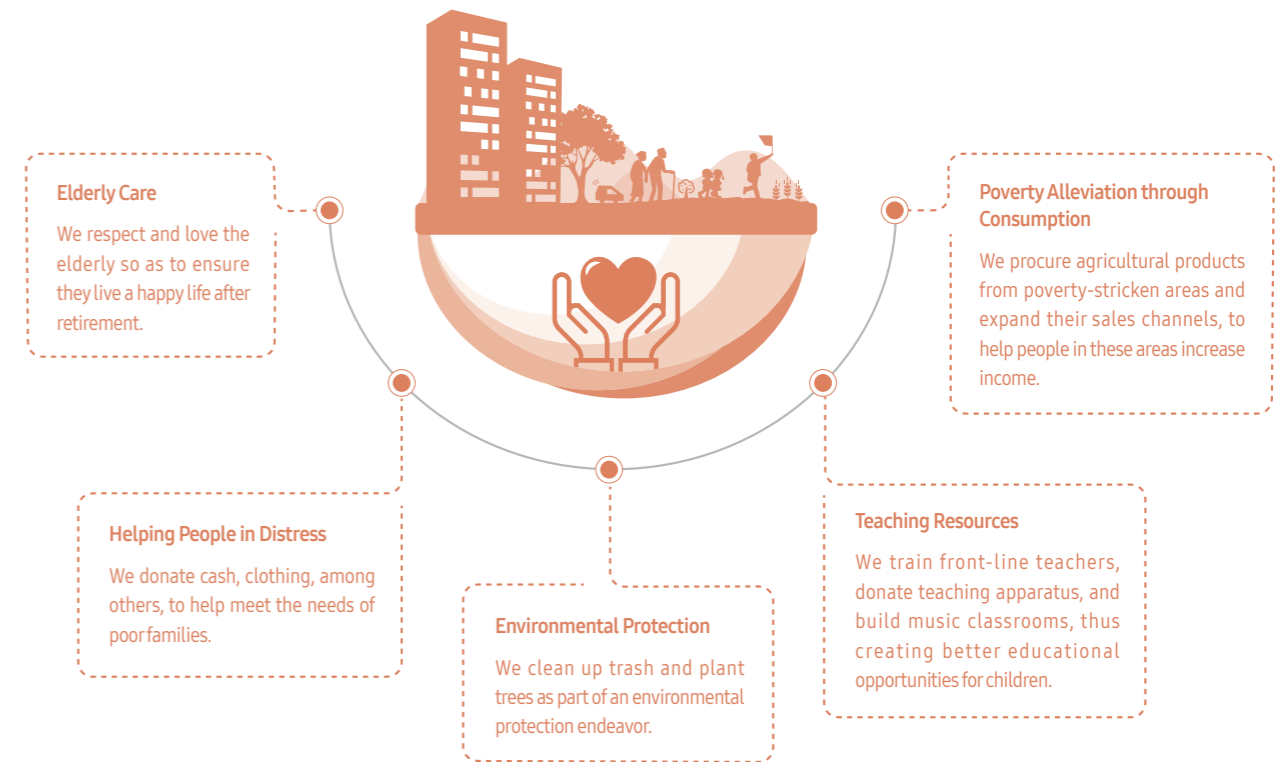 Elderly Care
We respect and love the
elderly so as to ensure
they live a happy life after
retirement.
Helping People in Distress
We donate cash, clothing, among
others, to help meet the needs of
poor families.
Environmental Protection
We clean up trash and plant
trees as part of an environmental
protection endeavor.
Teaching Resources
We train front-line teachers,
donate teaching apparatus, and
build music classrooms, thus
creating better educational
opportunities for children.
Poverty Alleviation through
Consumption
We procure agricultural products
from poverty-stricken areas and
expand their sales channels, to
help people in these areas increase
income.